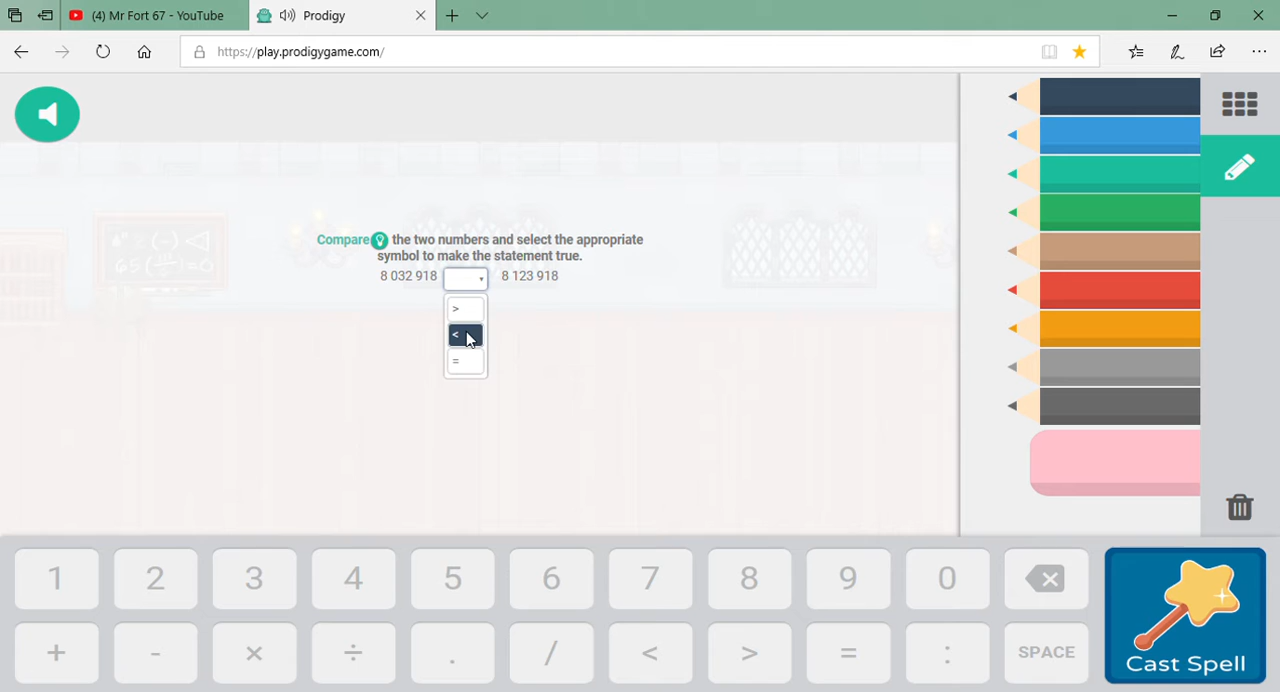 (4) Mr Fort 67 - YouTube
Prodigy
https://play.prodigygame.com/
Compare the two numbers and select the appropriate
symbol to make the statement true.
8 032 918 8 123 918
>
<
=
1 2 3 4 5 6 7 8 9 0
+ - × ÷ . / < > = : SPACE
Cast Spell